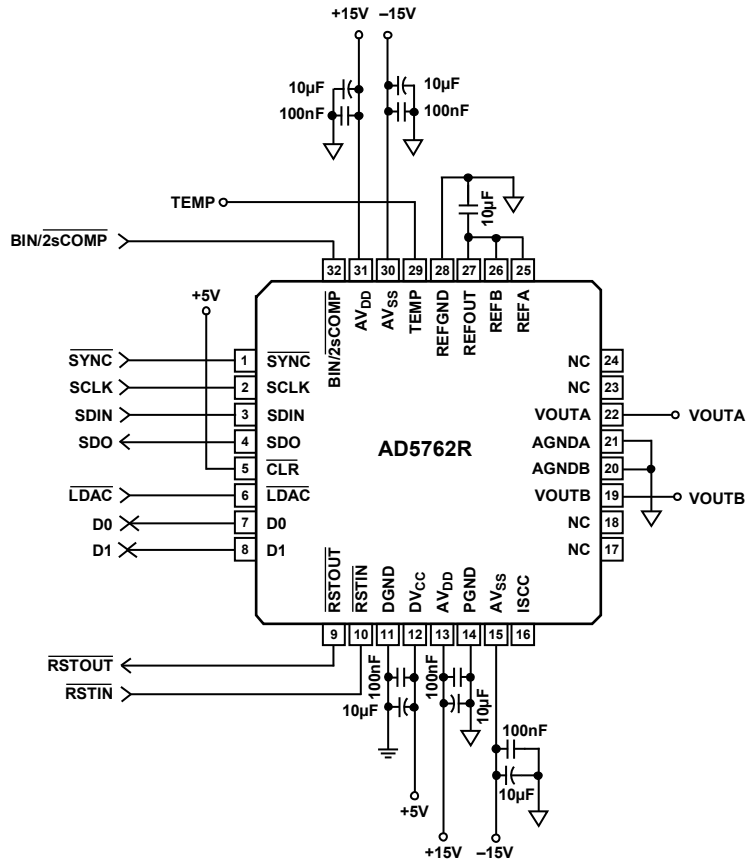 +15V –15V
10µF 10µF
100nF 100nF
TEMP
10µF
BIN/2sCOMP
32 31 30 29 28 27 26 25
+5V
BIN/2sCOMP AVDD AVSS TEMP REFGND REFOUT REFB REFA
SYNC 1 SYNC NC 24
SCLK 2 SCLK NC 23
SDIN 3 SDIN VOUTA 22 VOUTA
SDO 4 SDO AD5762R AGNDA 21
5 CLR AGNDB 20
LDAC 6 LDAC VOUTB 19 VOUTB
D0 7 D0 NC 18
D1 8 D1 NC 17
RSTOUT RSTIN DGND DVCC AVDD PGND AVSS ISCC
9 10 11 12 13 14 15 16
RSTOUT
RSTIN
100nF 100nF
10µF 10µF
100nF
10µF
+5V
+15V –15V